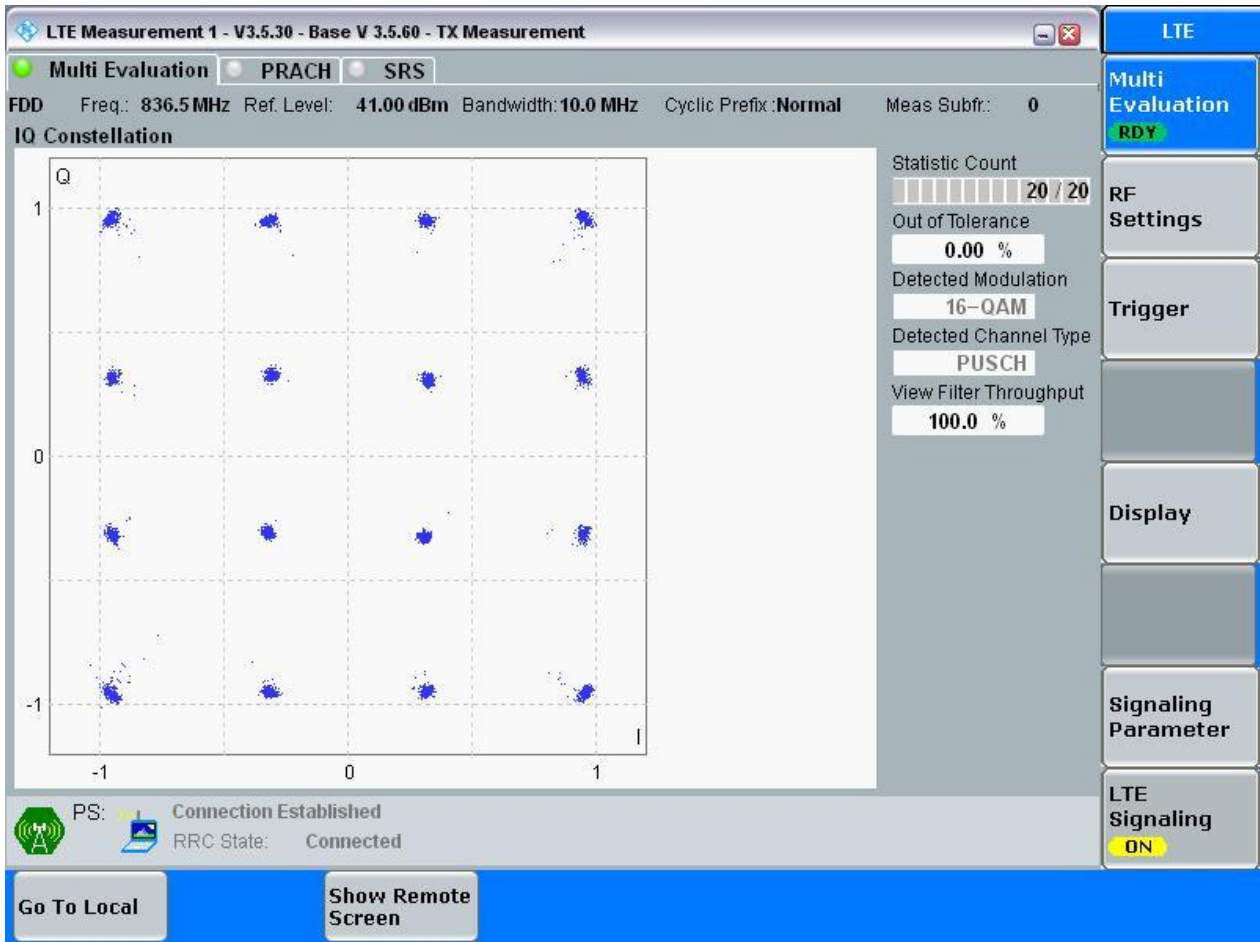 LTE Measurement 1 - V3.5.30 - Base V 3.5.60 - TX Measurement
LTE
Multi Evaluation PRACH SRS
FDD Freq.: 836.5 MHz Ref. Level: 41.00 dBm Bandwidth: 10.0 MHz Cyclic Prefix :Normal Meas Subfr.: 0
IQ Constellation
Q
1
0
-1
I
-1 0 1
Statistic Count
20 / 20
Out of Tolerance
0.00 %
Detected Modulation
16-QAM
Detected Channel Type
PUSCH
View Filter Throughput
100.0 %
Multi
Evaluation
RDY
RF
Settings
Trigger
Display
Signaling
Parameter
LTE
Signaling
ON
PS: Connection Established
RRC State: Connected
Go To Local
Show Remote
Screen